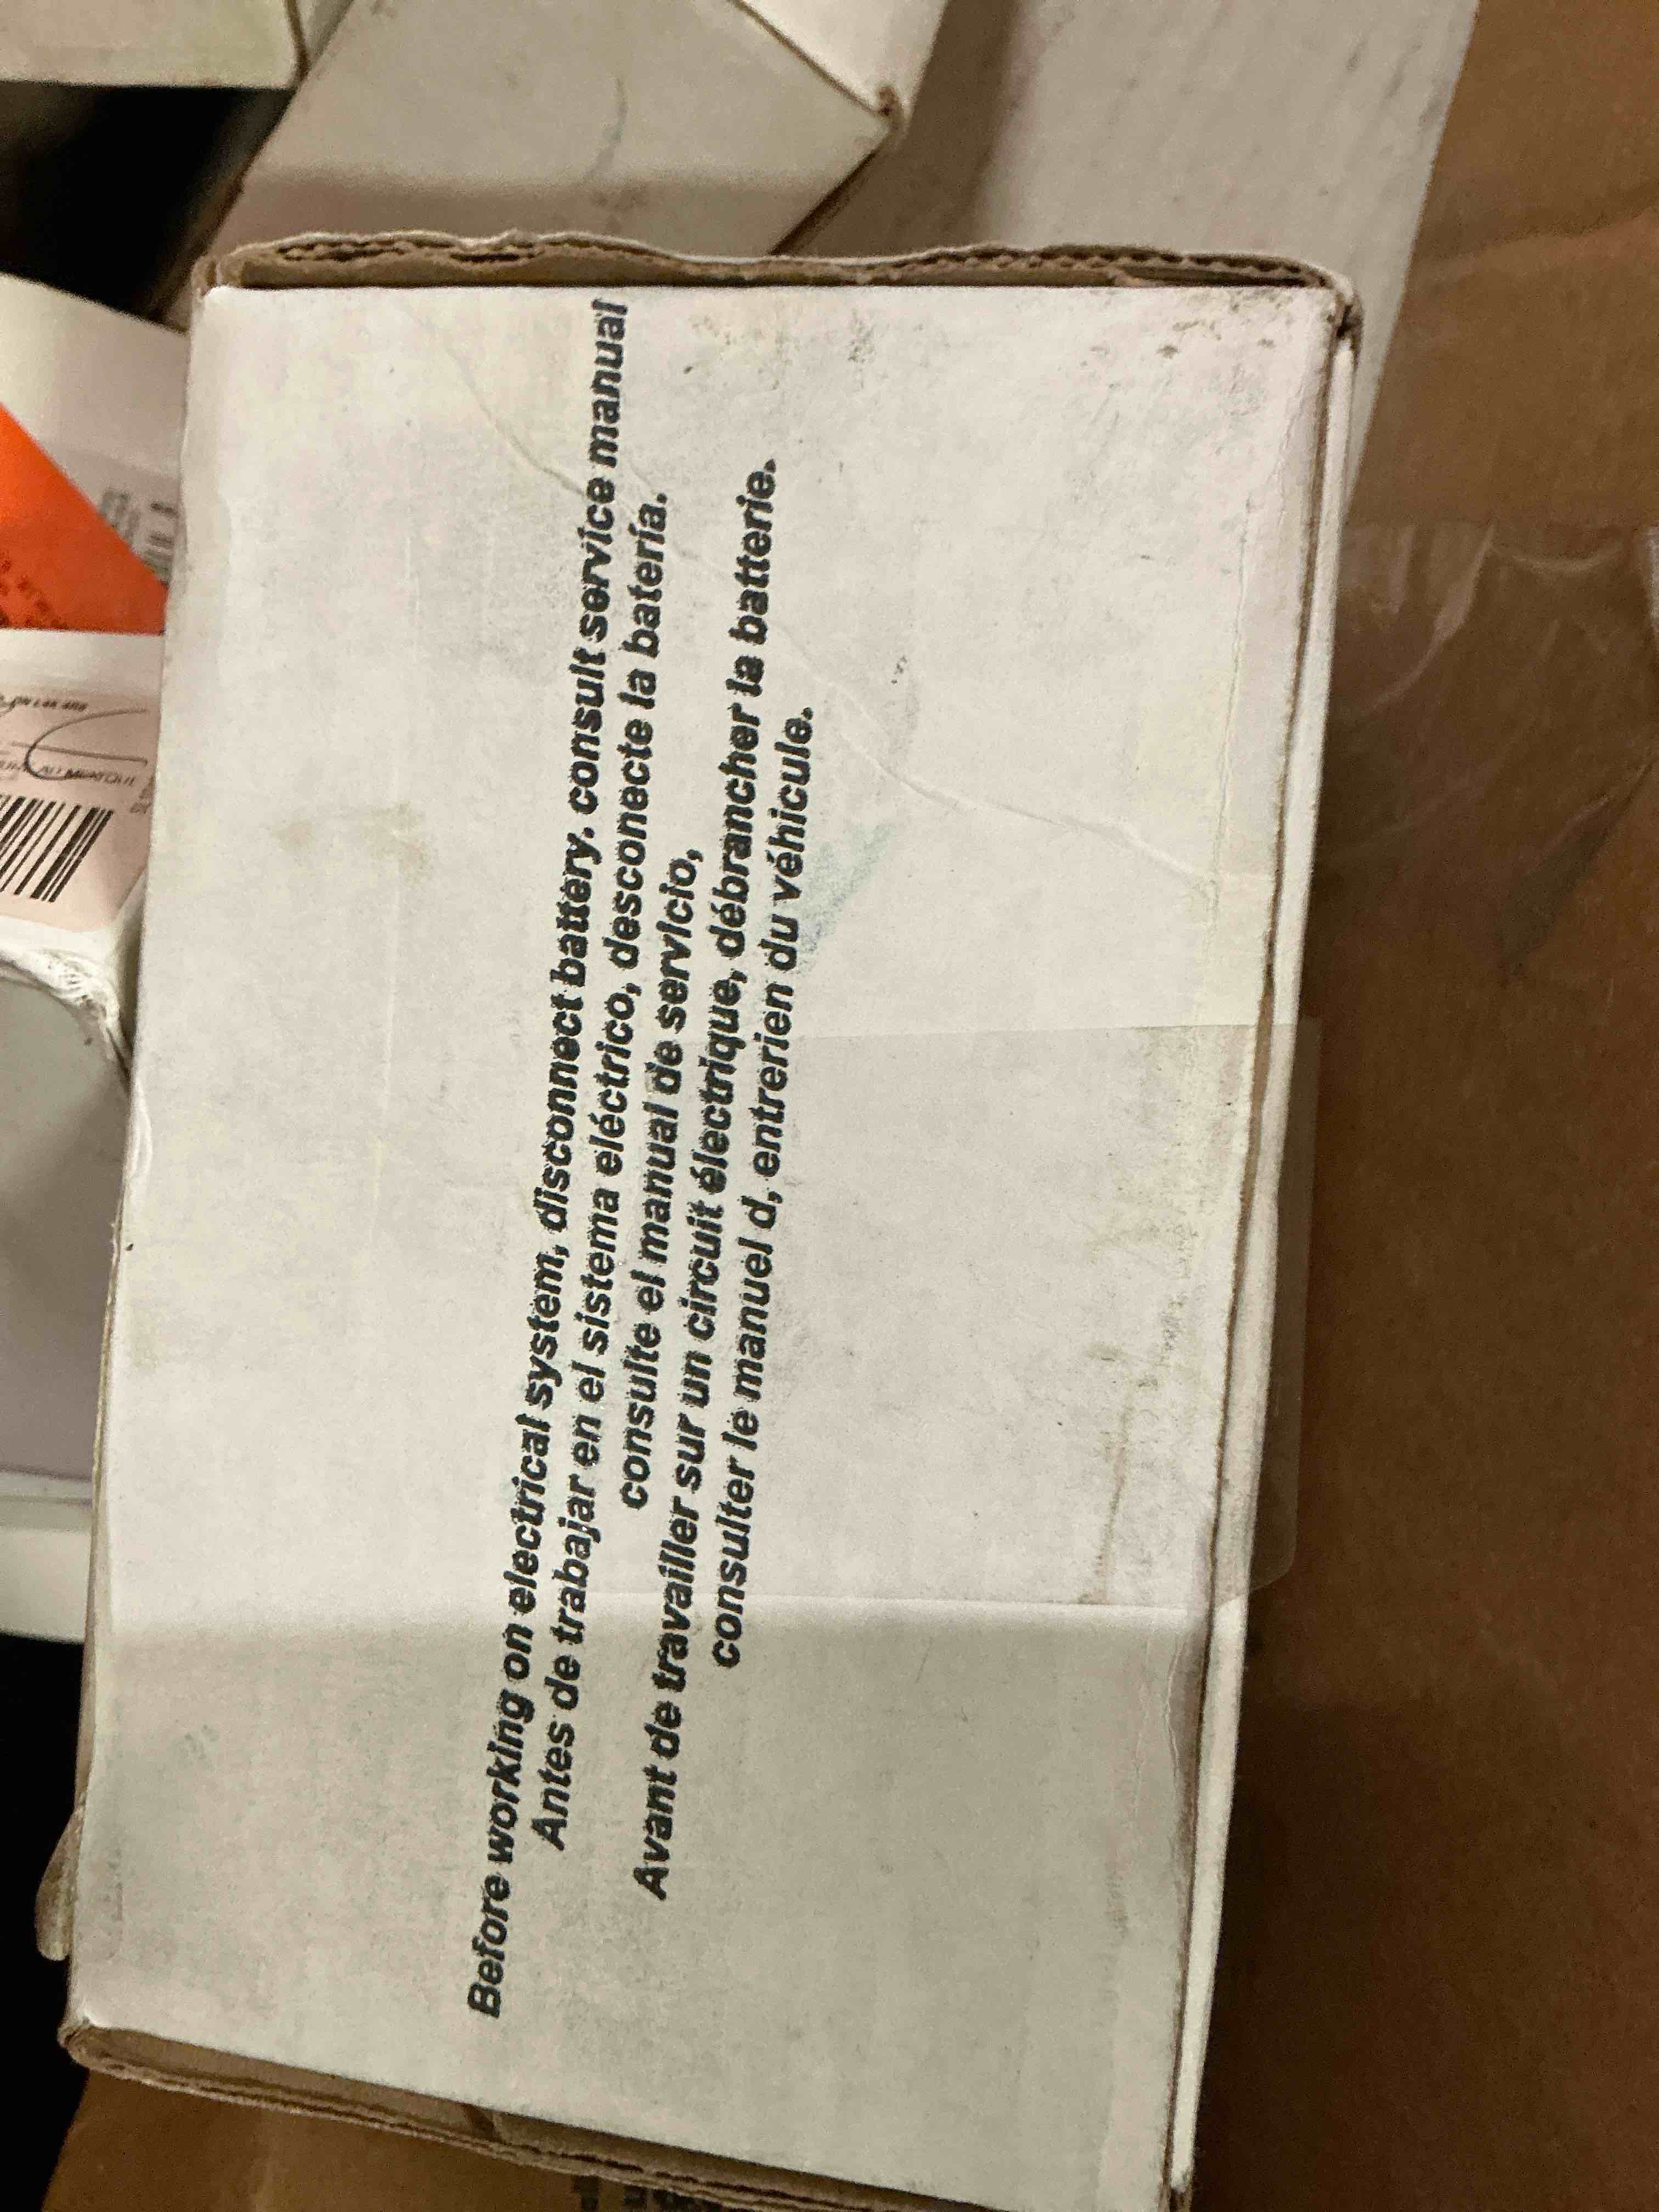 Before working on electrical system, disconnect battery. consult service manual
Antes de trabajar en el sistema eléctrico, desconecte la batería.
consulte el manual de servicio,
Avant de travailler sur un circuit électrique, débrancher la batterie.
consulter le manuel d, entrerien du véhicule.